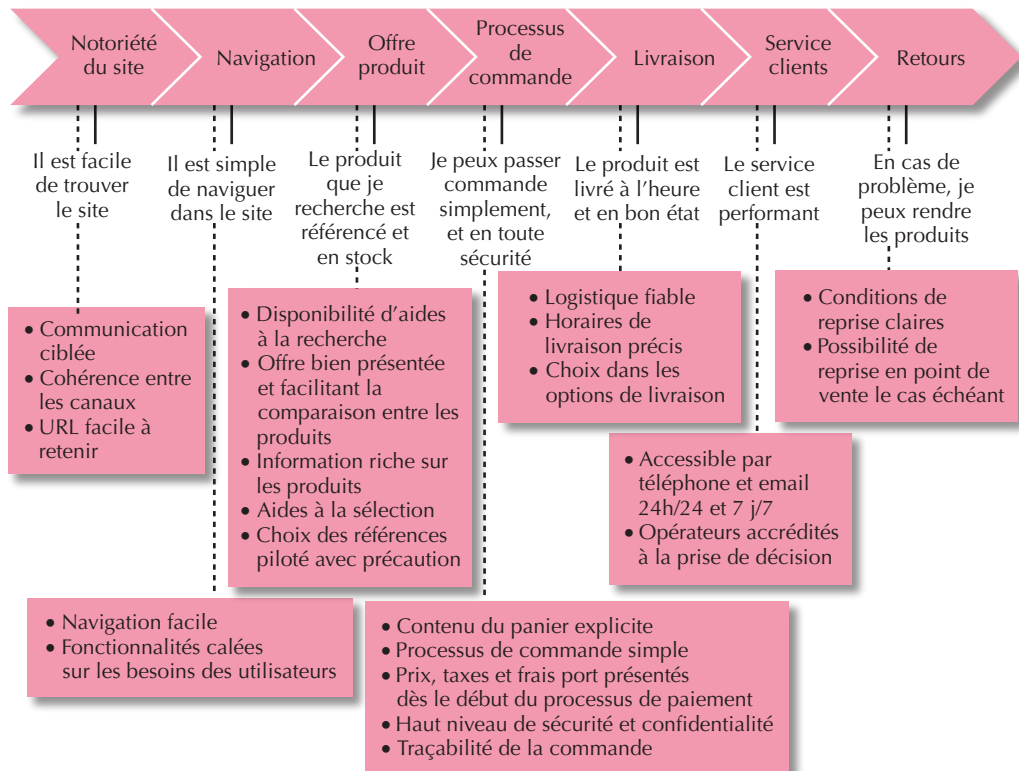 Notoriété
du site
Navigation
Offre
produit
Processus
de
commande
Livraison
Service
clients
Retours
Il est facile
de trouver
le site
Il est simple
de naviguer
dans le site
Le produit
que je
recherche est
référencé et
en stock
Je peux passer
commande
simplement,
et en toute
sécurité
Le produit est
livré à l'heure
et en bon état
Le service
client est
performant
En cas de
problème, je
peux rendre
les produits
• Communication
ciblée
• Cohérence entre
les canaux
• URL facile à
retenir
• Disponibilité d'aides
à la recherche
• Offre bien présentée
et facilitant la
comparaison entre les
produits
• Information riche sur
les produits
• Aides à la sélection
• Choix des références
piloté avec précaution
• Logistique fiable
• Horaires de
livraison précis
• Choix dans les
options de livraison
• Conditions de
reprise claires
• Possibilité de
reprise en point de
vente le cas échéant
• Accessible par
téléphone et email
24h/24 et 7 j/7
• Opérateurs accrédités
à la prise de décision
• Navigation facile
• Fonctionnalités calées
sur les besoins des utilisateurs
• Contenu du panier explicite
• Processus de commande simple
• Prix, taxes et frais port présentés
dès le début du processus de paiement
• Haut niveau de sécurité et confidentialité
• Traçabilité de la commande